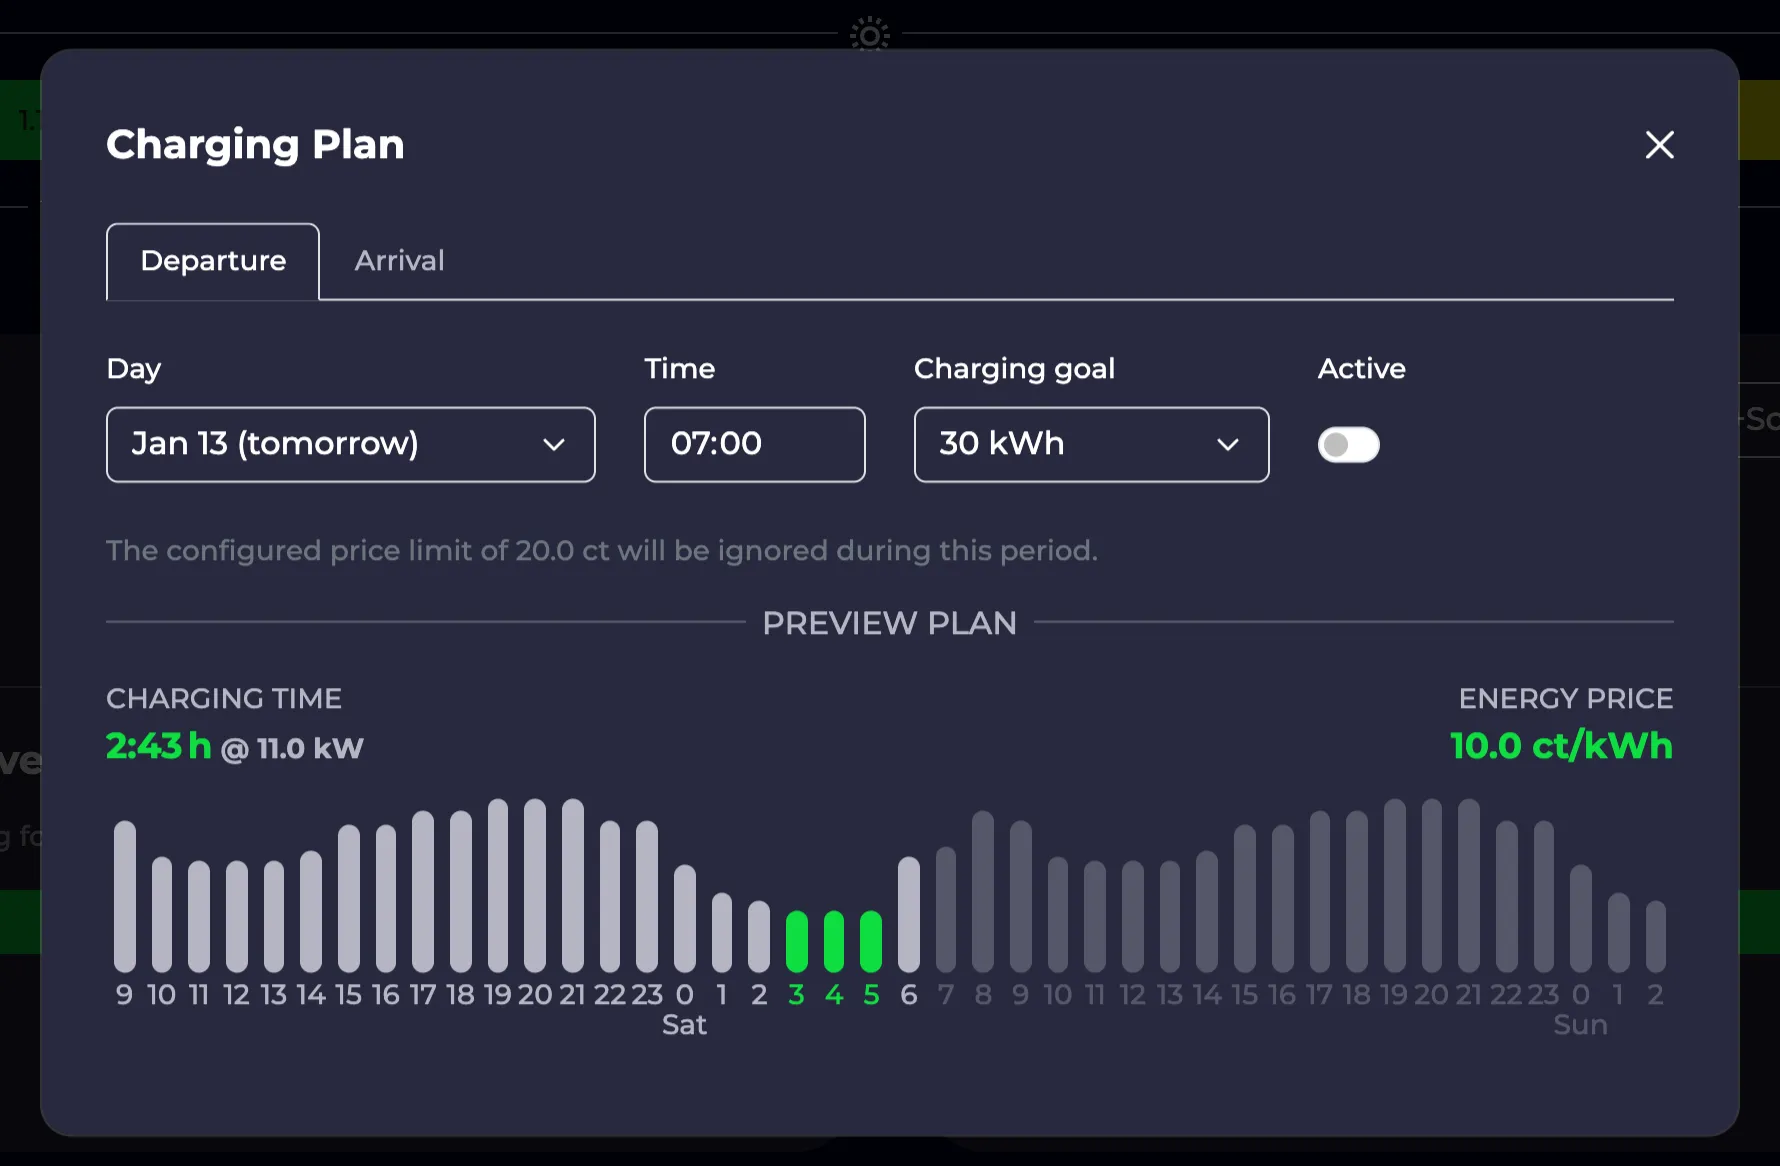 Charging Plan
Departure Arrival
Day Time Charging goal Active
Jan 13 (tomorrow) 07:00 30 kWh
The configured price limit of 20.0 ct will be ignored during this period.
PREVIEW PLAN
CHARGING TIME ENERGY PRICE
2:43 h @ 11.0 kW 10.0 ct/kWh
9 10 11 12 13 14 15 16 17 18 19 20 21 22 23 0 1 2 3 4 5 6 7 8 9 10 11 12 13 14 15 16 17 18 19 20 21 22 23 0 1 2
Sat Sun